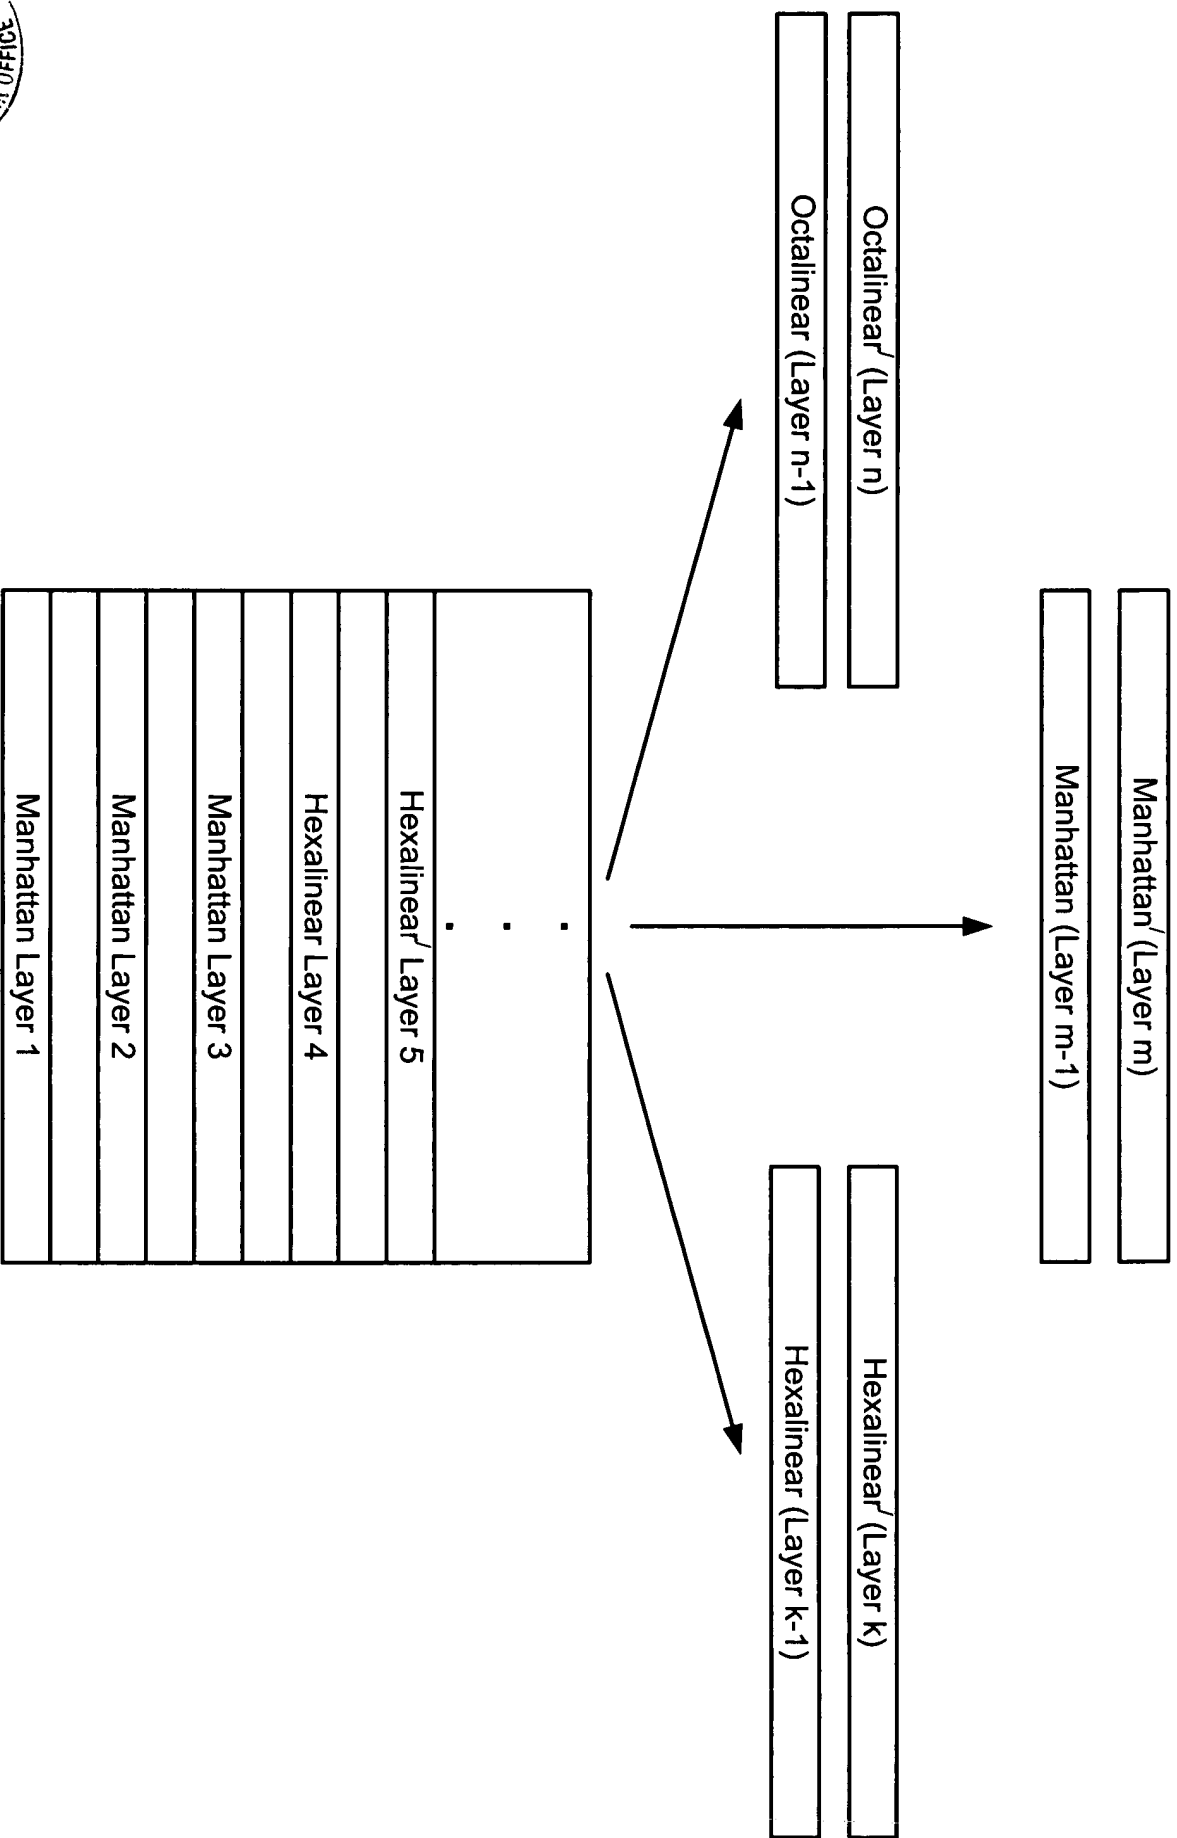 Manhattan′ (Layer m)
Manhattan (Layer m-1)
Octalinear′ (Layer n)
Octalinear (Layer n-1)
Hexalinear′ (Layer k)
Hexalinear (Layer k-1)
Hexalinear′ Layer 5
Hexalinear Layer 4
Manhattan Layer 3
Manhattan Layer 2
Manhattan Layer 1
OFFICE